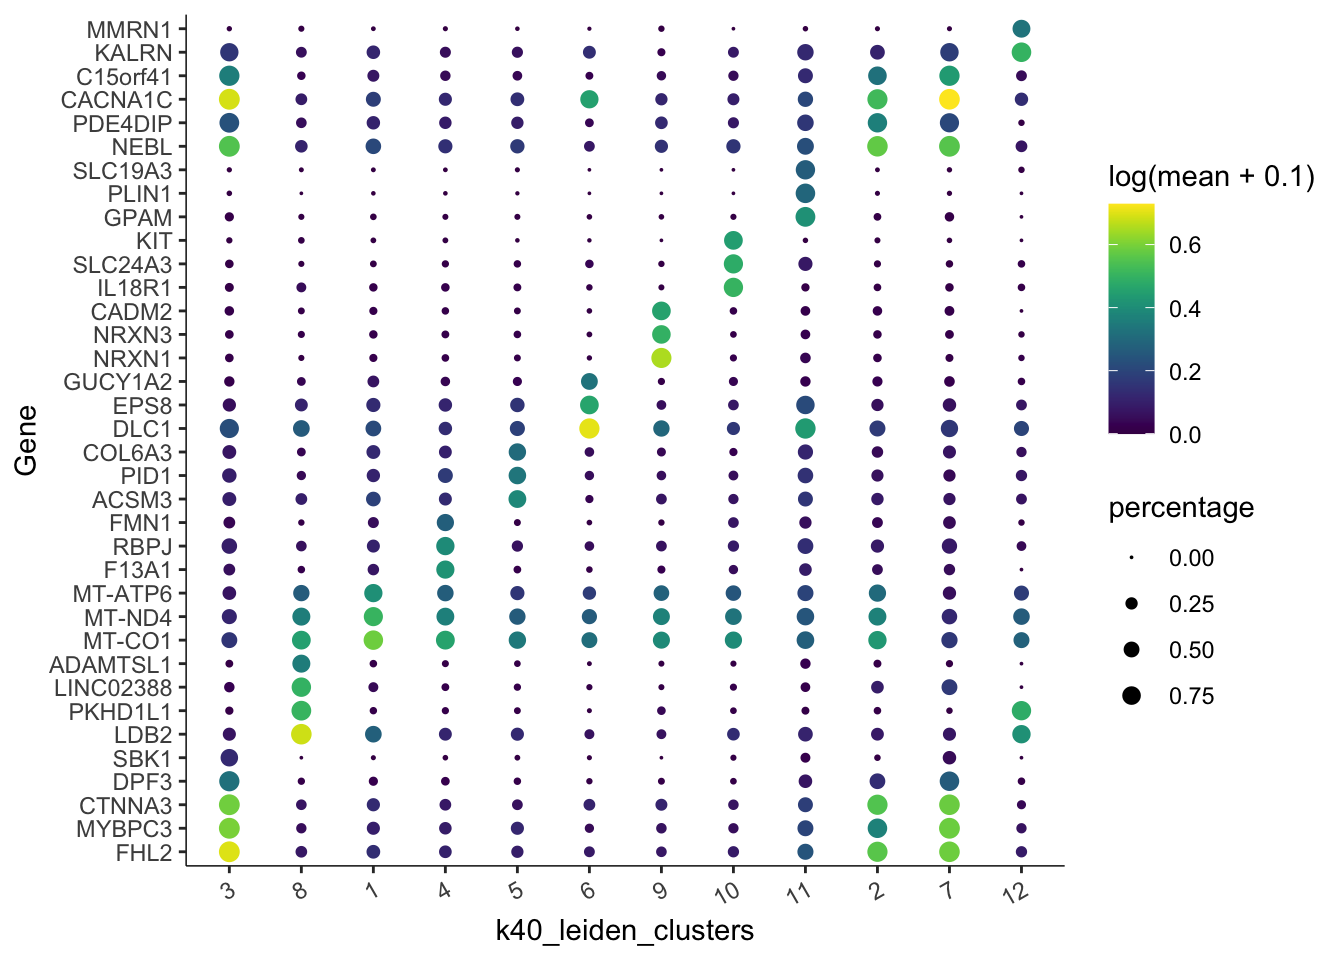 MMRN1
KALRN
C15orf41
CACNA1C
PDE4DIP
NEBL
SLC19A3
PLIN1
GPAM
KIT
SLC24A3
IL18R1
CADM2
NRXN3
NRXN1
GUCY1A2
EPS8
DLC1
COL6A3
PID1
ACSM3
FMN1
RBPJ
F13A1
MT-ATP6
MT-ND4
MT-CO1
ADAMTSL1
LINC02388
PKHD1L1
LDB2
SBK1
DPF3
CTNNA3
MYBPC3
FHL2
Gene
3 8 1 4 5 6 9 10 11 2 7 12
k40_leiden_clusters
log(mean + 0.1)
0.6
0.4
0.2
0.0
percentage
0.00
0.25
0.50
0.75